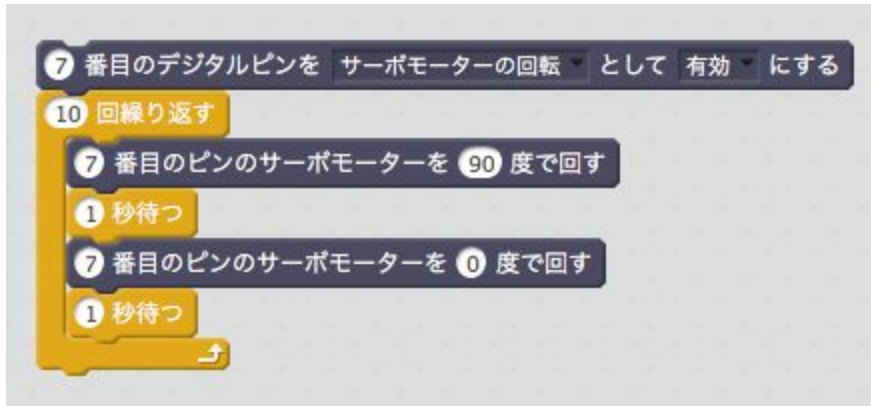 7 番目のデジタルピンを サーボモーターの回転 として 有効 にする
10 回繰り返す
7 番目のピンのサーボモーターを 90 度で回す
1 秒待つ
7 番目のピンのサーボモーターを 0 度で回す
1 秒待つ